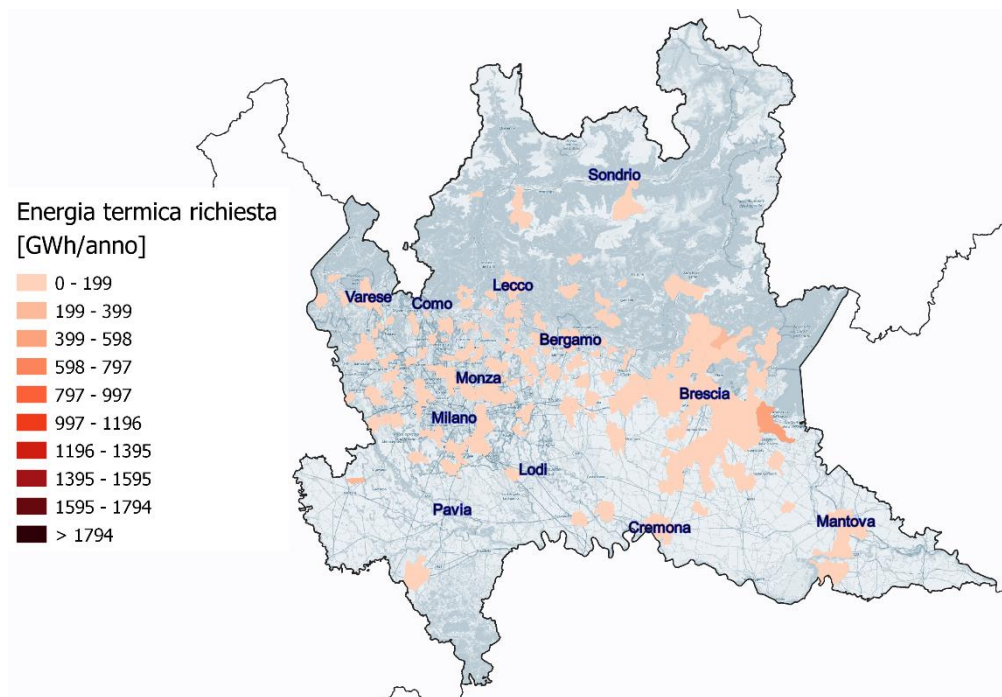 Sondrio
Energia termica richiesta
[GWh/anno]
0 - 199
199 - 399
399 - 598
598 - 797
797 - 997
997 - 1196
1196 - 1395
1395 - 1595
1595 - 1794
> 1794
Lecco
Varese
Como
Bergamo
Monza
Brescia
Milano
Lodi
Pavia
Cremona
Mantova